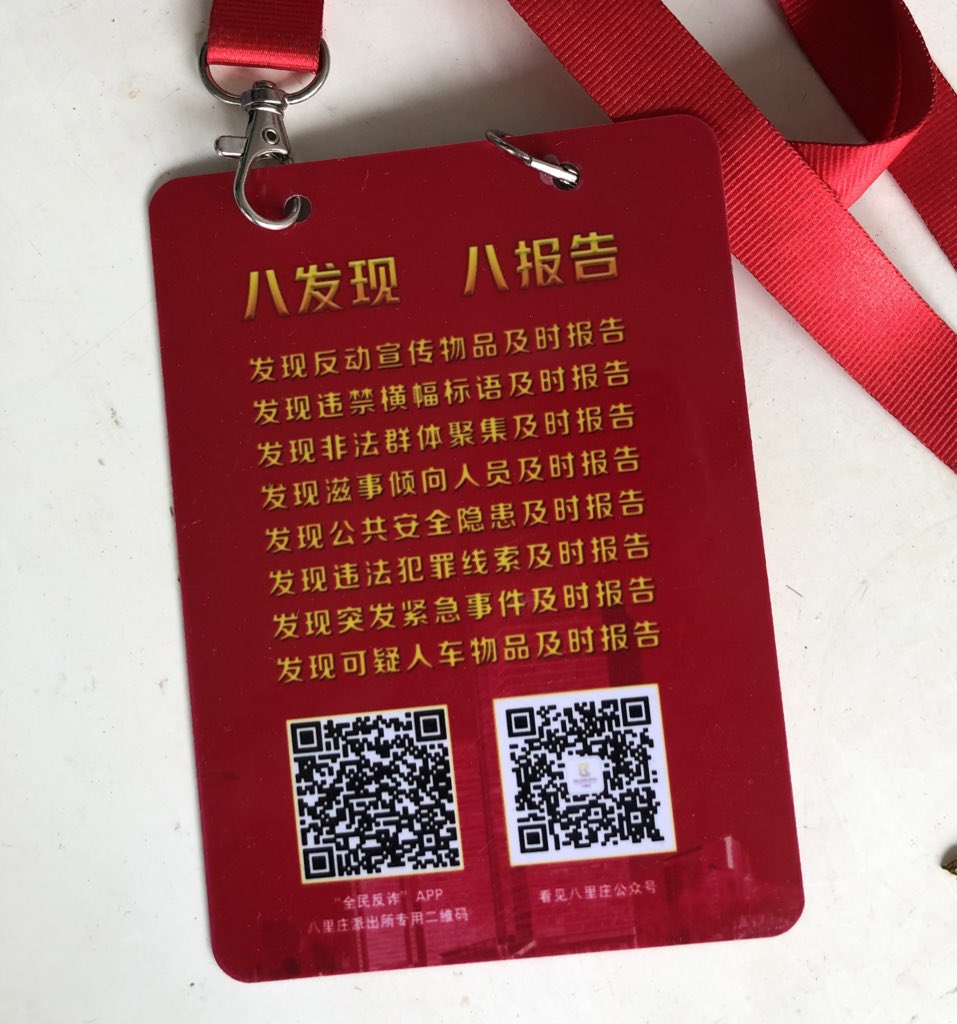 八发现 八报告
发现反动宣传物品及时报告
发现违禁横幅标语及时报告
发现非法群体聚集及时报告
发现滋事倾向人员及时报告
发现公共安全隐患及时报告
发现违法犯罪线索及时报告
发现突发紧急事件及时报告
发现可疑人车物品及时报告
"全民反诈" APP
八里庄派出所专用二维码
看见八里庄公众号